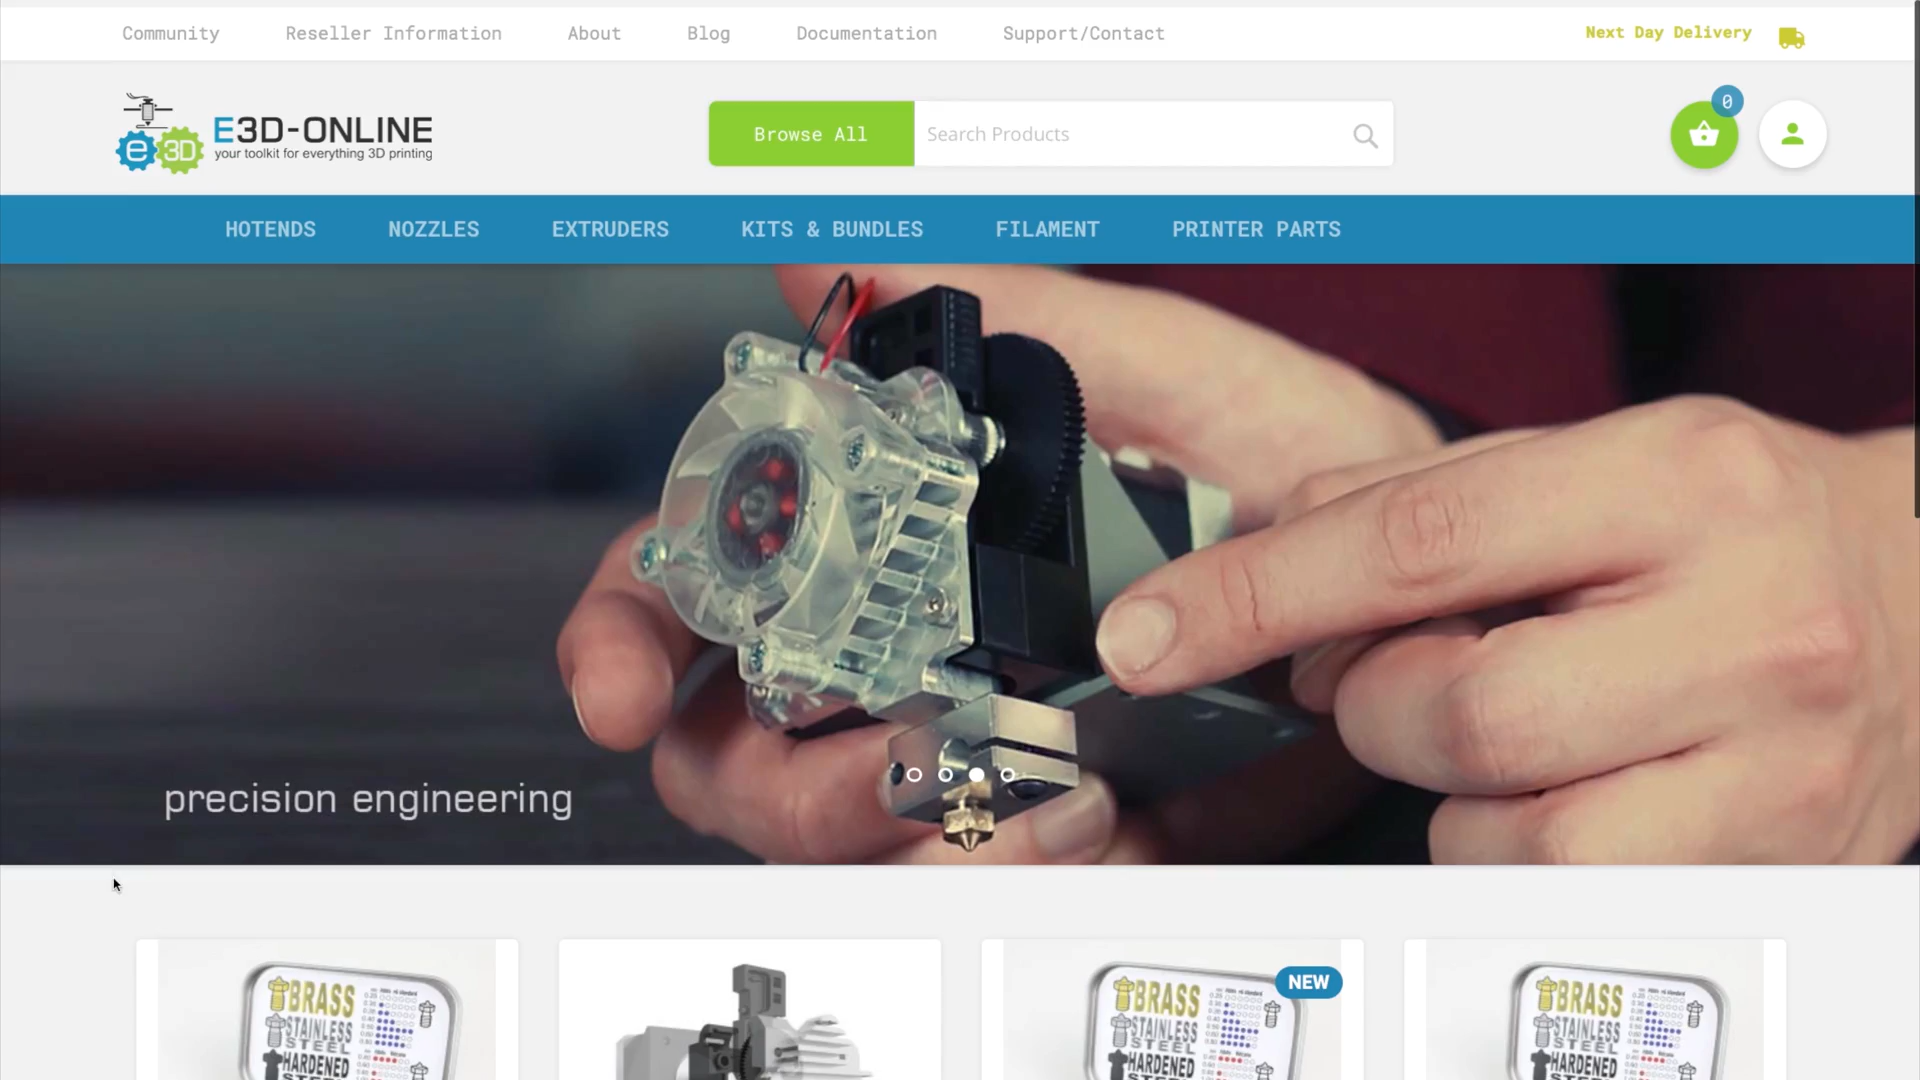 Community Reseller Information About Blog Documentation Support/Contact Next Day Delivery
0
e3D E3D-ONLINE
your toolkit for everything 3D printing
Browse All Search Products
HOTENDS NOZZLES EXTRUDERS KITS & BUNDLES FILAMENT PRINTER PARTS
precision engineering
NEW
BRASS
STAINLESS
STEEL
HARDENED
BRASS
STAINLESS
STEEL
HARDENED
BRASS
STAINLESS
STEEL
HARDENED